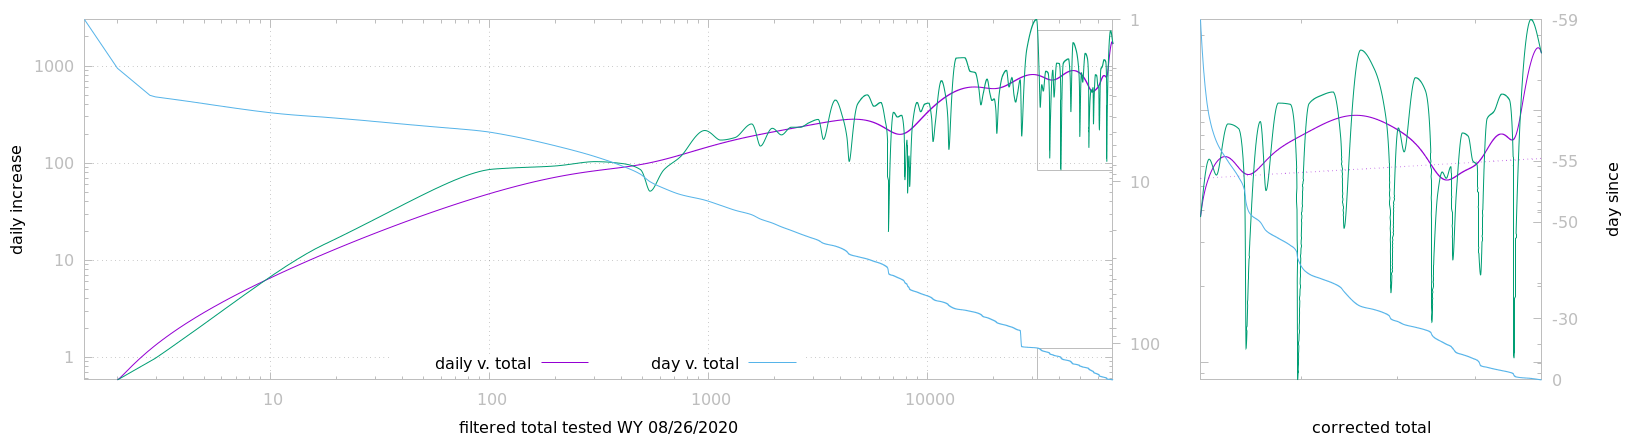 1000
100
10
1
daily increase
10
100
1000
10000
filtered total tested WY 08/26/2020
daily v. total
day v. total
1
10
100
corrected total
-59
-55
-50
-30
0
day since